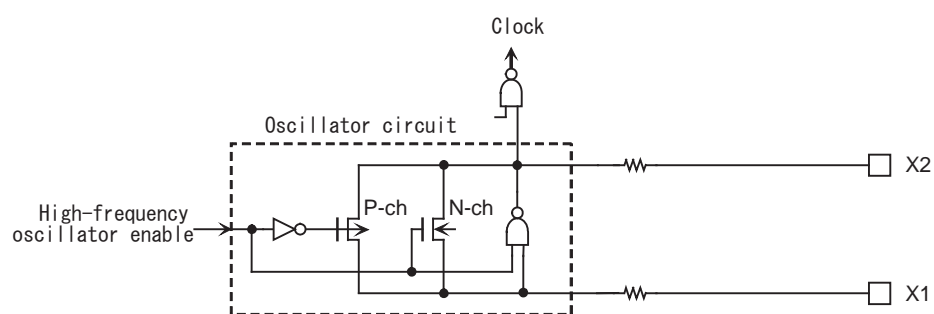 Clock
Oscillator circuit
X2
P-ch
N-ch
High-frequency
oscillator enable
X1